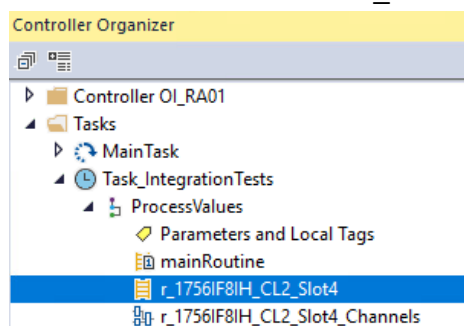 Controller Organizer
Controller OI_RA01
Tasks
MainTask
Task_IntegrationTests
ProcessValues
Parameters and Local Tags
mainRoutine
r_1756IF8IH_CL2_Slot4
r_1756IF8IH_CL2_Slot4_Channels